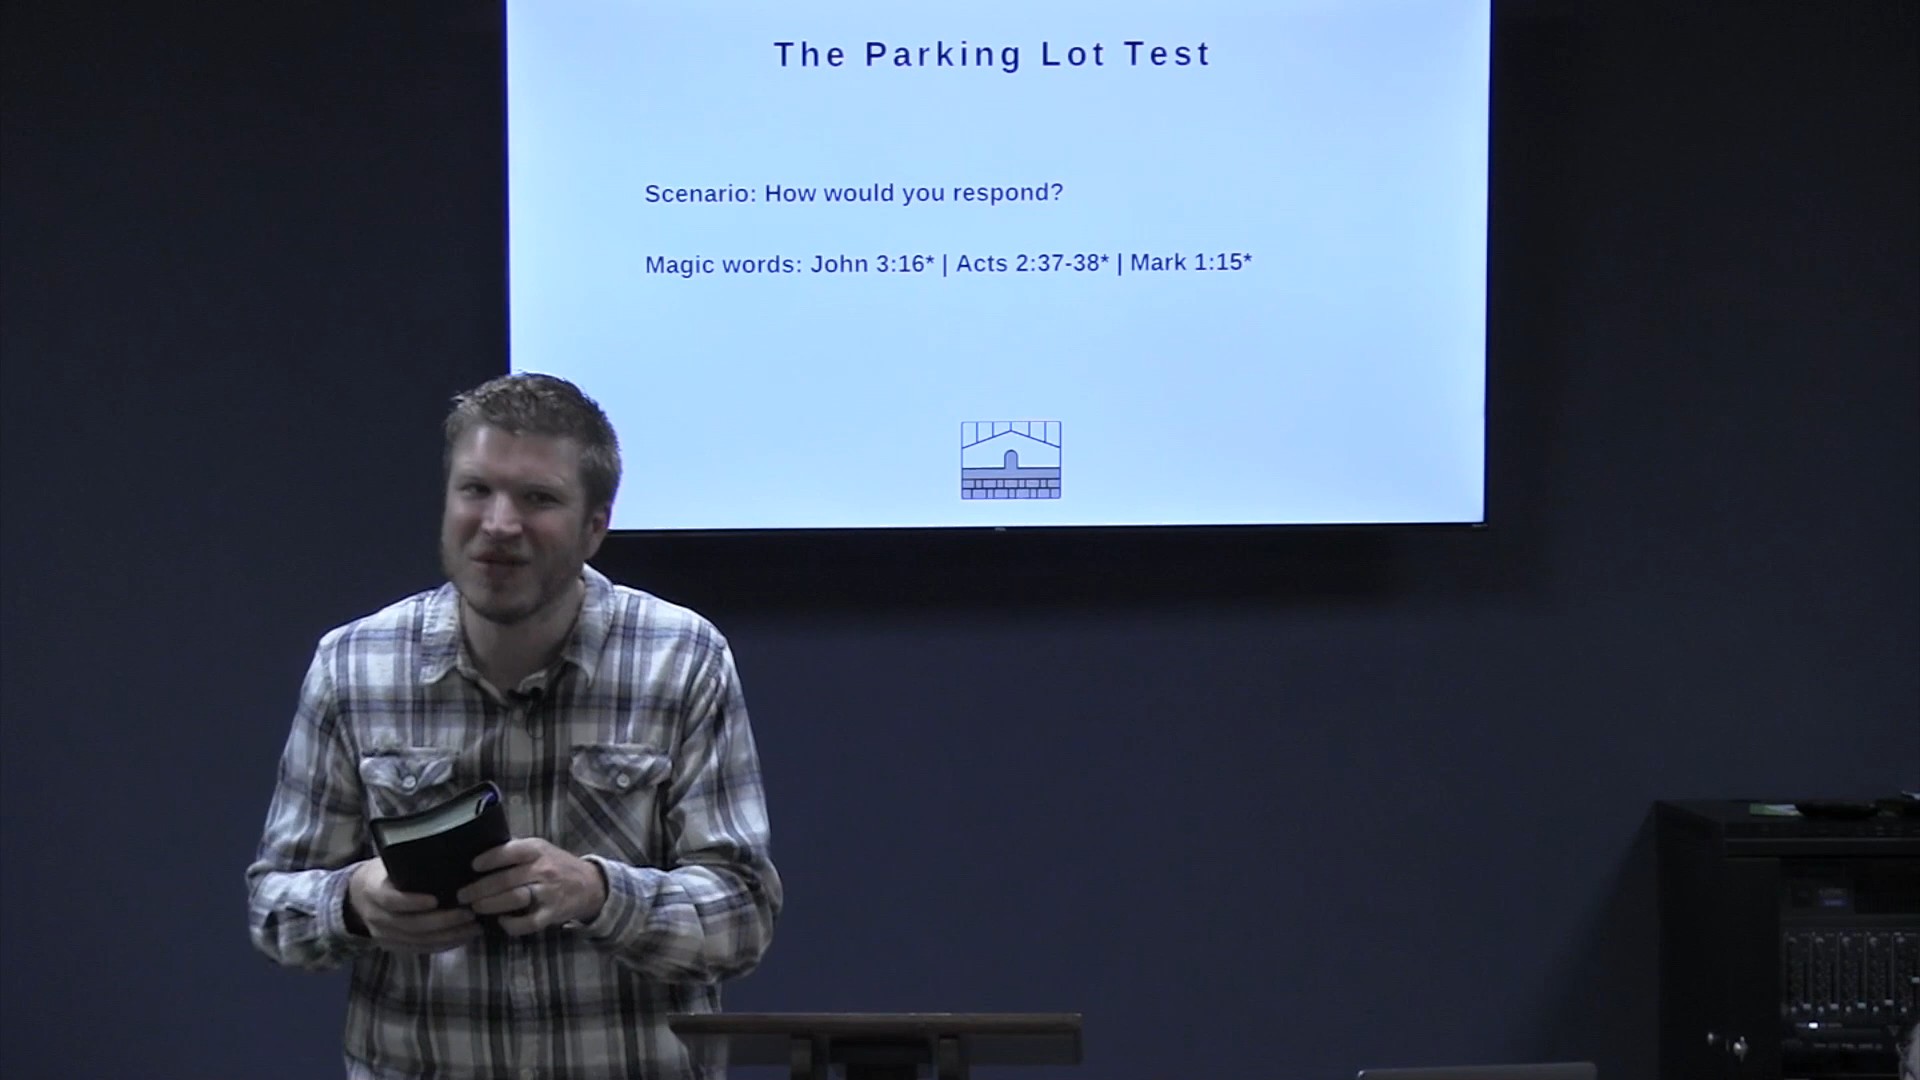 The Parking Lot Test
Scenario: How would you respond?
Magic words: John 3:16* | Acts 2:37-38* | Mark 1:15*